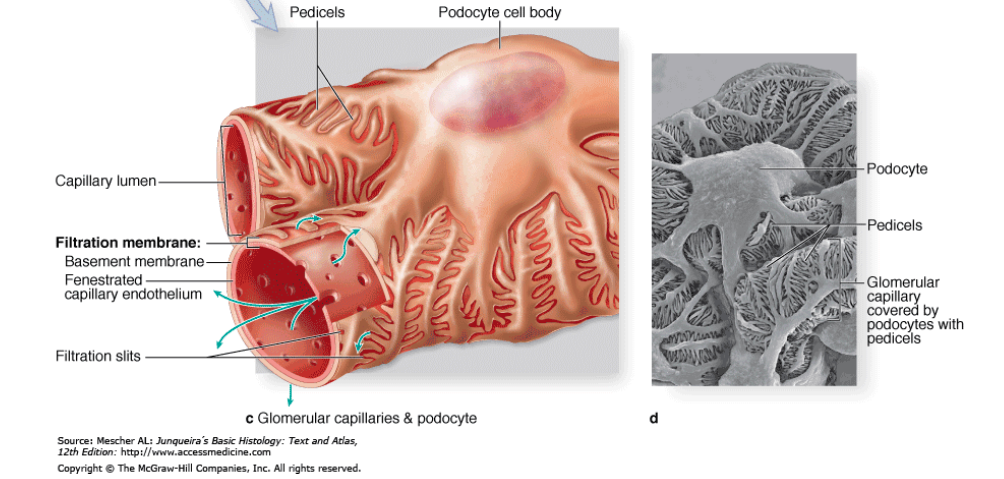 Pedicels
Podocyte cell body
Capillary lumen
Filtration membrane:
Basement membrane
Fenestrated
capillary endothelium
Filtration slits
c Glomerular capillaries & podocyte
Podocyte
Pedicels
Glomerular
capillary
covered by
podocytes with
pedicels
d
Source: Mescher AL: Junqueira´s Basic Histology: Text and Atlas,
12th Edition: http://www.accessmedicine.com
Copyright © The McGraw-Hill Companies, Inc. All rights reserved.